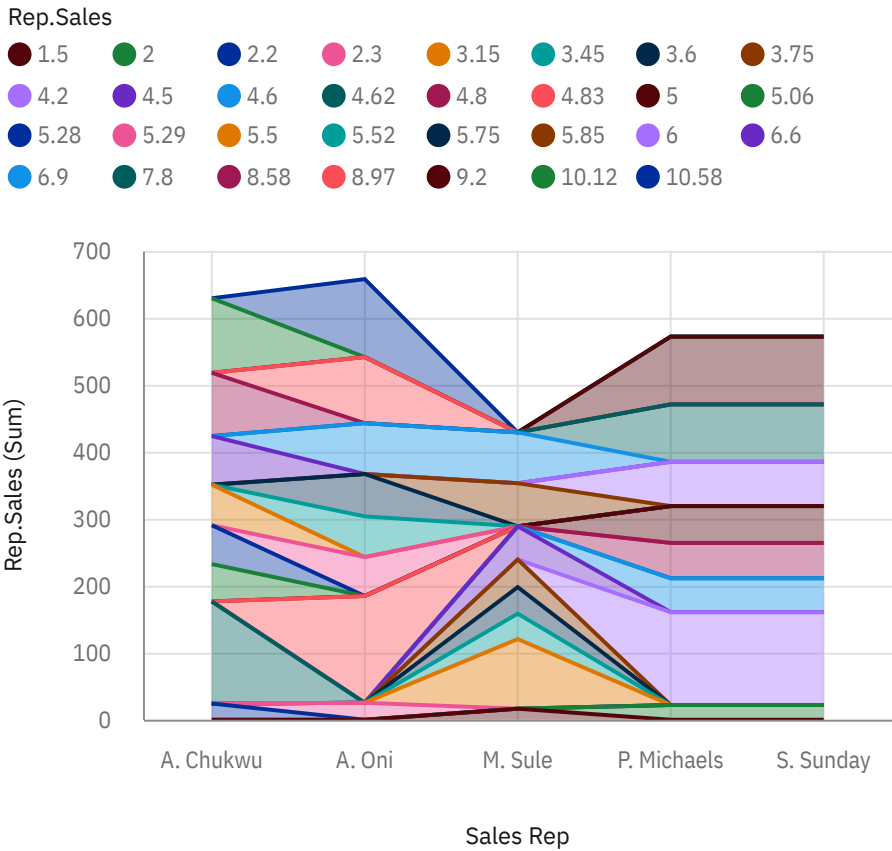 Rep.Sales
1.5 2 2.2 2.3 3.15 3.45 3.6 3.75
4.2 4.5 4.6 4.62 4.8 4.83 5 5.06
5.28 5.29 5.5 5.52 5.75 5.85 6 6.6
6.9 7.8 8.58 8.97 9.2 10.12 10.58
700
600
500
400
300
200
100
0
Rep.Sales (Sum)
A. Chukwu A. Oni M. Sule P. Michaels S. Sunday
Sales Rep